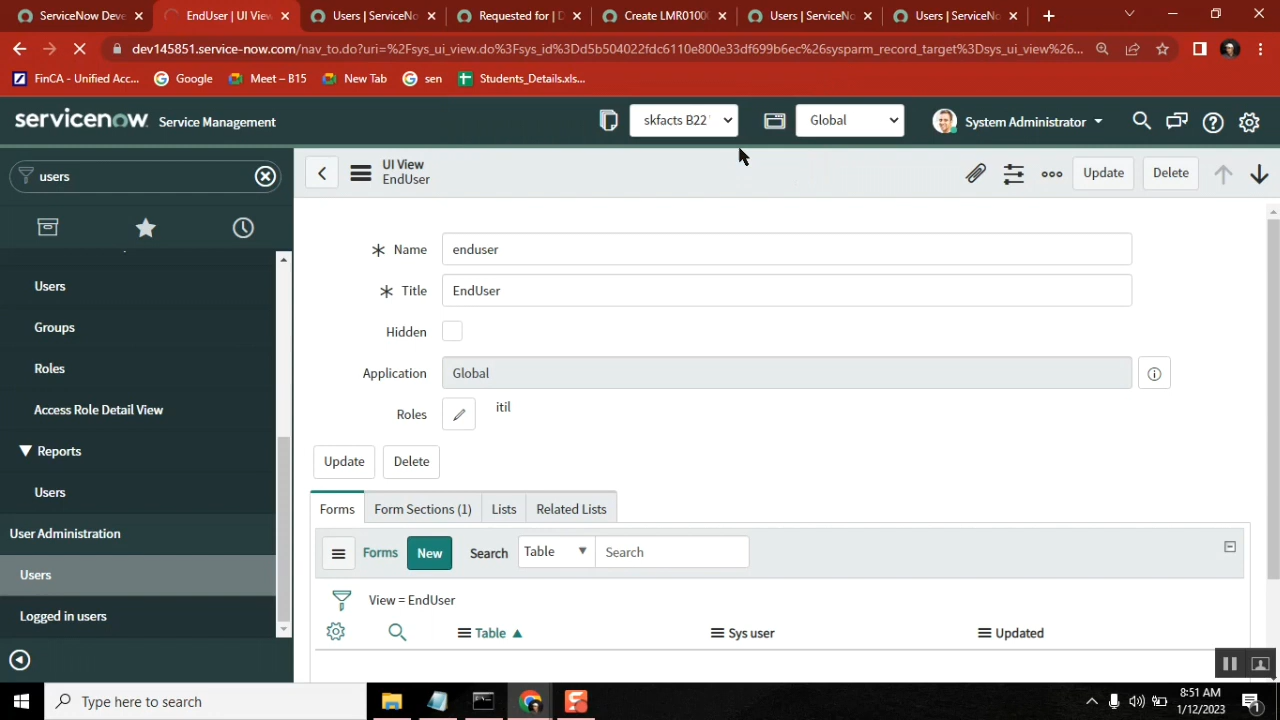 ServiceNow Deve
EndUser | UI View
Users | ServiceNo
Requested for | D
Create LMR0100
Users | ServiceNo
Users | ServiceNo
dev145851.service-now.com/nav_to.do?uri=%2Fsys_ui_view.do%3Fsys_id%3Dd5b504022fdc6110e800e33df699b6ec%26sysparm_record_target%3Dsys_ui_view%26...
FinCA - Unified Acc...
Google
Meet – B15
New Tab
sen
Students_Details.xls...
servicenow
Service Management
skfacts B22
Global
System Administrator
users
UI View
EndUser
Update
Delete
Users
Groups
Roles
Access Role Detail View
Reports
Users
User Administration
Users
Logged in users
Name
enduser
Title
EndUser
Hidden
Application
Global
Roles
itil
Update
Delete
Forms
Form Sections (1)
Lists
Related Lists
Forms
New
Search
Table
Search
View = EndUser
Table
Sys user
Updated
Type here to search
8:51 AM
1/12/2023
1